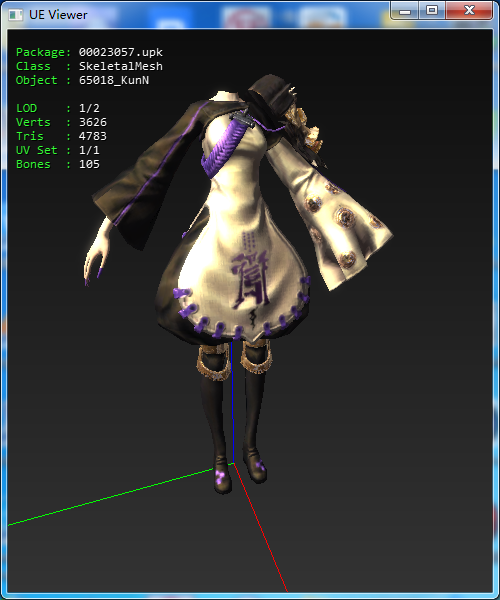 UE Viewer
Package: 00023057.upk
Class : SkeletalMesh
Object : 65018_KunN
LOD : 1/2
Verts : 3626
Tris : 4783
UV Set : 1/1
Bones : 105